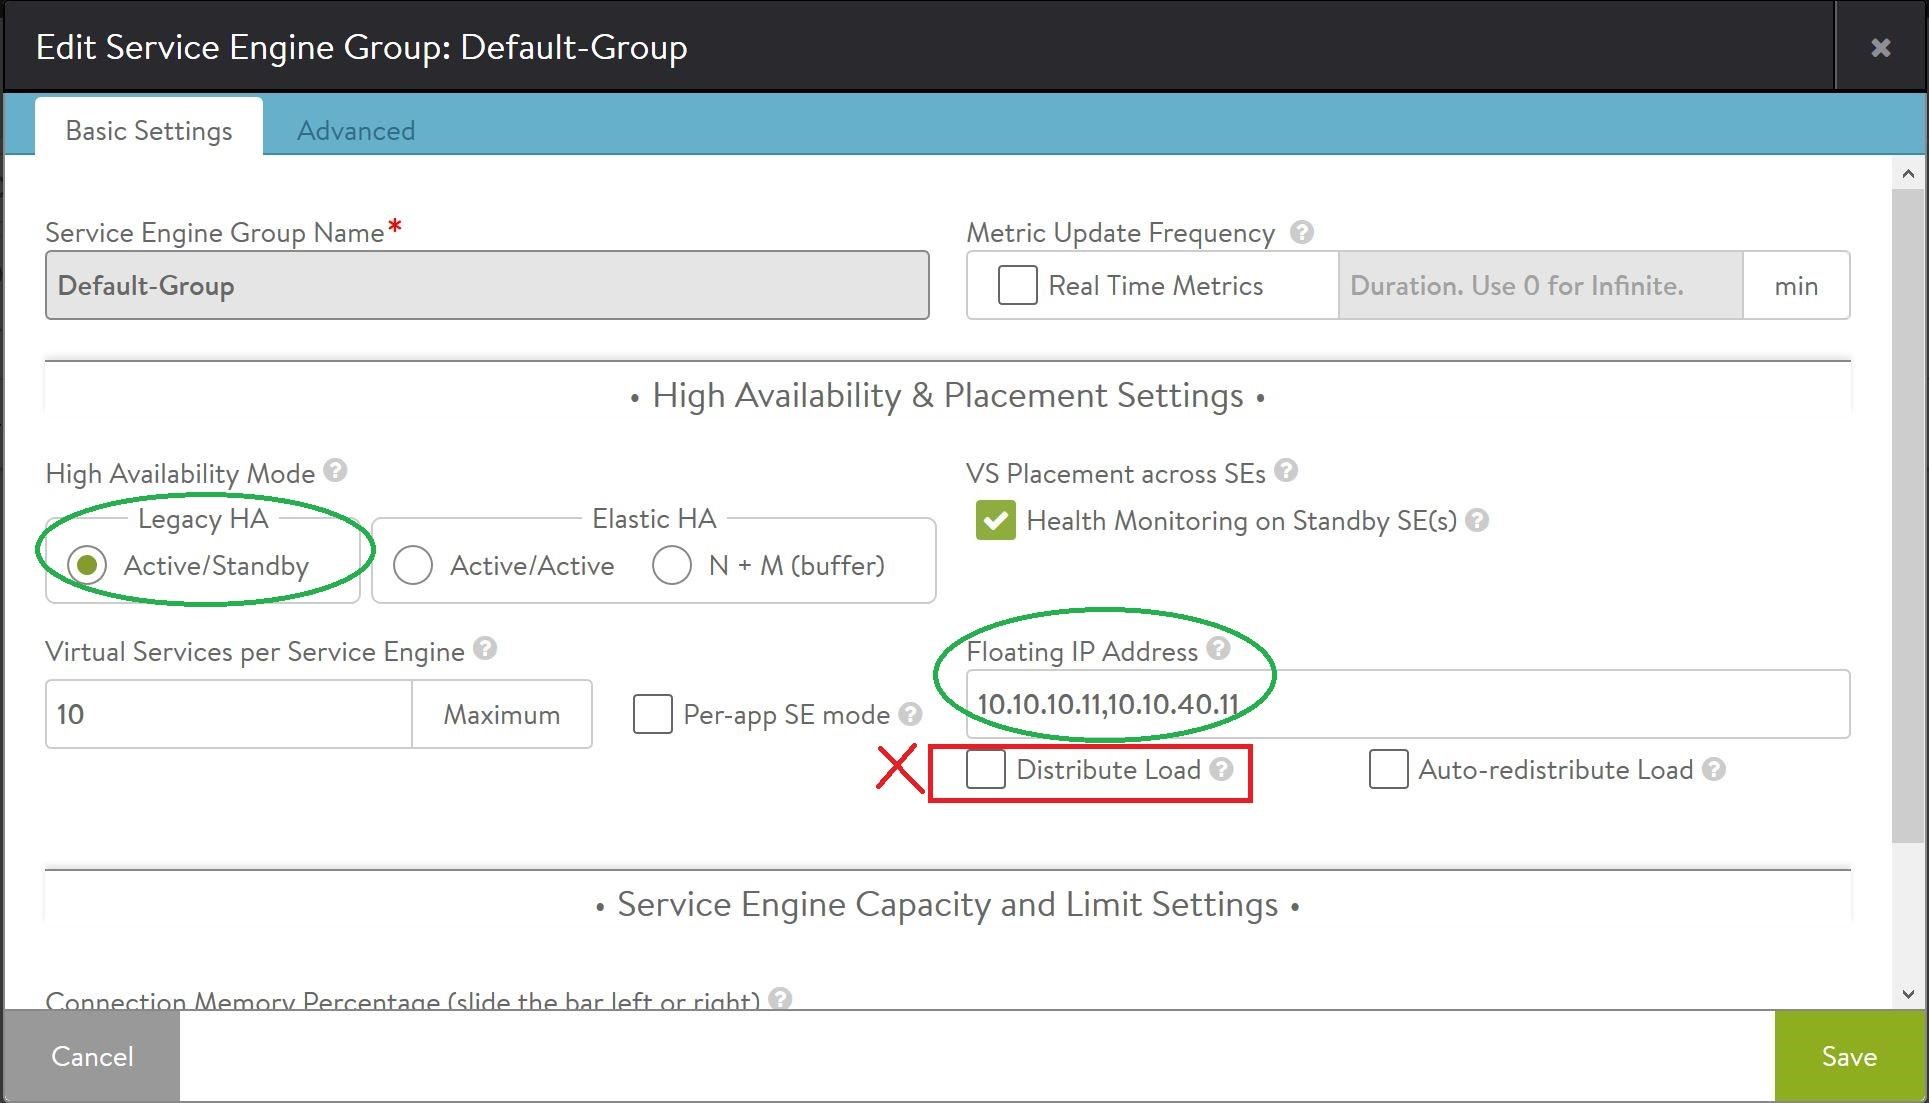 Edit Service Engine Group: Default-Group
Basic Settings
Advanced
Service Engine Group Name*
Default-Group
Metric Update Frequency ?
Real Time Metrics
Duration. Use 0 for Infinite.
min
• High Availability & Placement Settings •
High Availability Mode ?
Legacy HA
Active/Standby
Elastic HA
Active/Active
N + M (buffer)
VS Placement across SEs ?
Health Monitoring on Standby SE(s) ?
Virtual Services per Service Engine ?
10
Maximum
Per-app SE mode ?
Floating IP Address ?
10.10.10.11,10.10.40.11
Distribute Load ?
Auto-redistribute Load ?
• Service Engine Capacity and Limit Settings •
Connection Memory Percentage (slide the bar left or right) ?
Cancel
Save